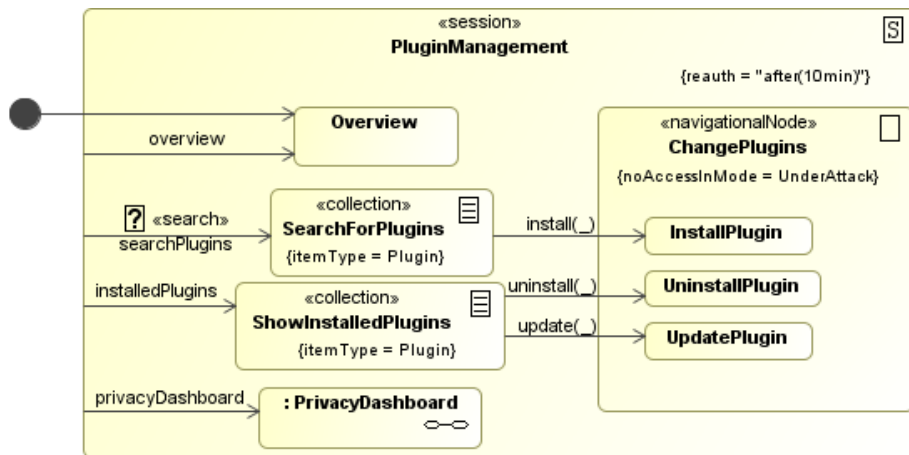 «session»
PluginManagement
S
{reauth = "after(10min)"}
Overview
overview
«navigationalNode»
ChangePlugins
{noAccessInMode = UnderAttack}
? «search»
searchPlugins
«collection»
SearchForPlugins
{itemType = Plugin}
install(_)
InstallPlugin
installedPlugins
«collection»
ShowInstalledPlugins
{itemType = Plugin}
uninstall(_)
UninstallPlugin
update(_)
UpdatePlugin
privacyDashboard
: PrivacyDashboard